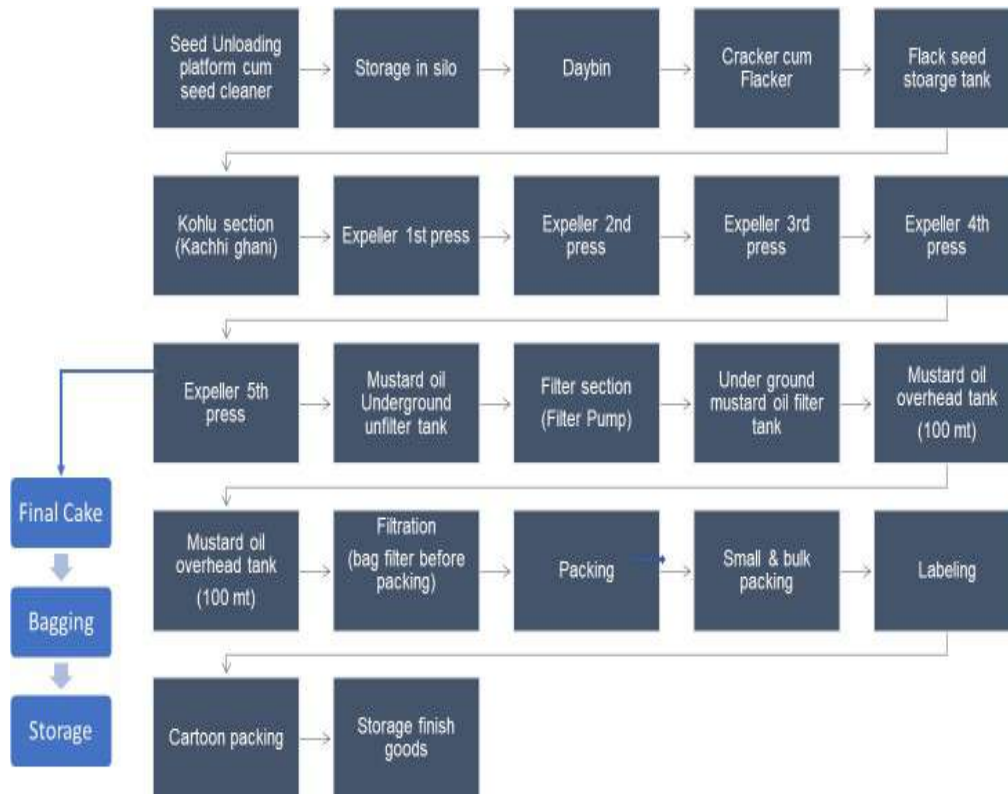 Seed Unloading
platform cum
seed cleaner
Storage in silo
Daybin
Cracker cum
Flacker
Flack seed
stoarge tank
Kohlu section
(Kachhi ghani)
Expeller 1st press
Expeller 2nd
press
Expeller 3rd
press
Expeller 4th
press
Expeller 5th
press
Mustard oil
Underground
unfilter tank
Filter section
(Filter Pump)
Under ground
mustard oil filter
tank
Mustard oil
overhead tank
(100 mt)
Final Cake
Bagging
Storage
Mustard oil
overhead tank
(100 mt)
Filtration
(bag filter before
packing)
Packing
Small & bulk
packing
Labeling
Cartoon packing
Storage finish
goods